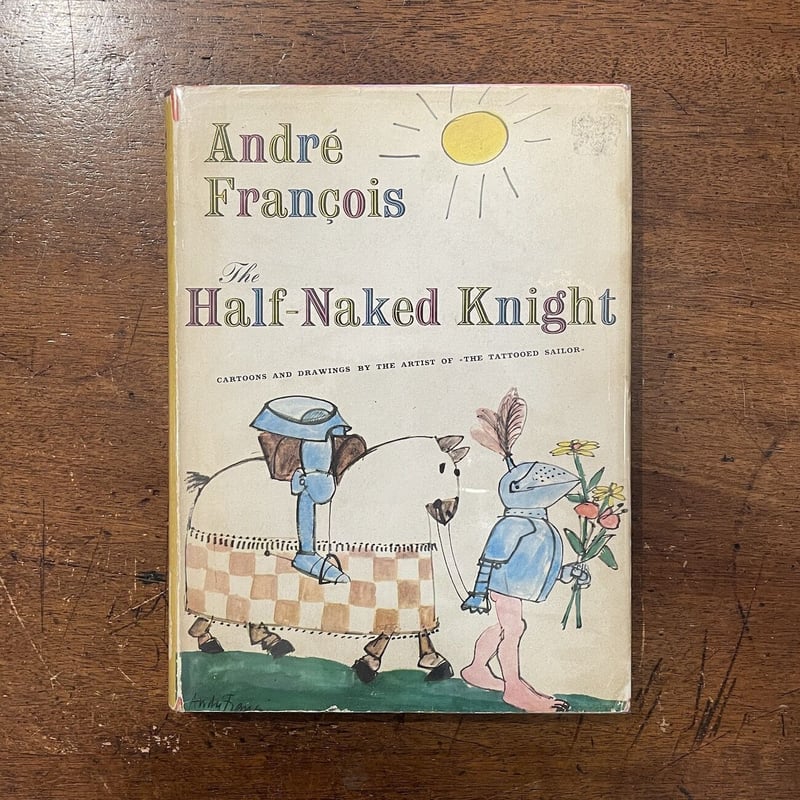 André
François
The
Half-Naked Knight
CARTOONS AND DRAWINGS BY THE ARTIST OF -THE TATTOOED SAILOR-